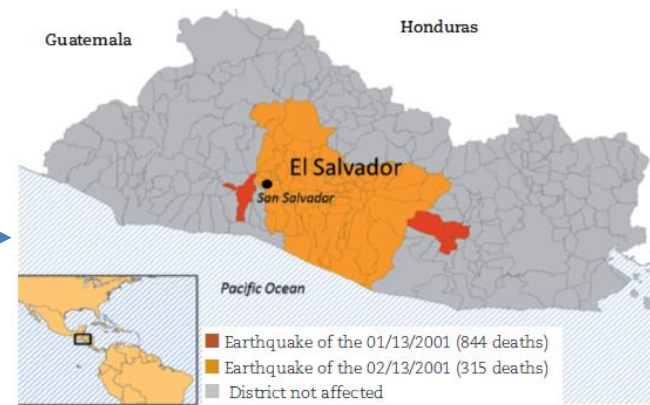 Guatemala
Honduras
El Salvador
San Salvador
Pacific Ocean
Earthquake of the 01/13/2001 (844 deaths)
Earthquake of the 02/13/2001 (315 deaths)
District not affected